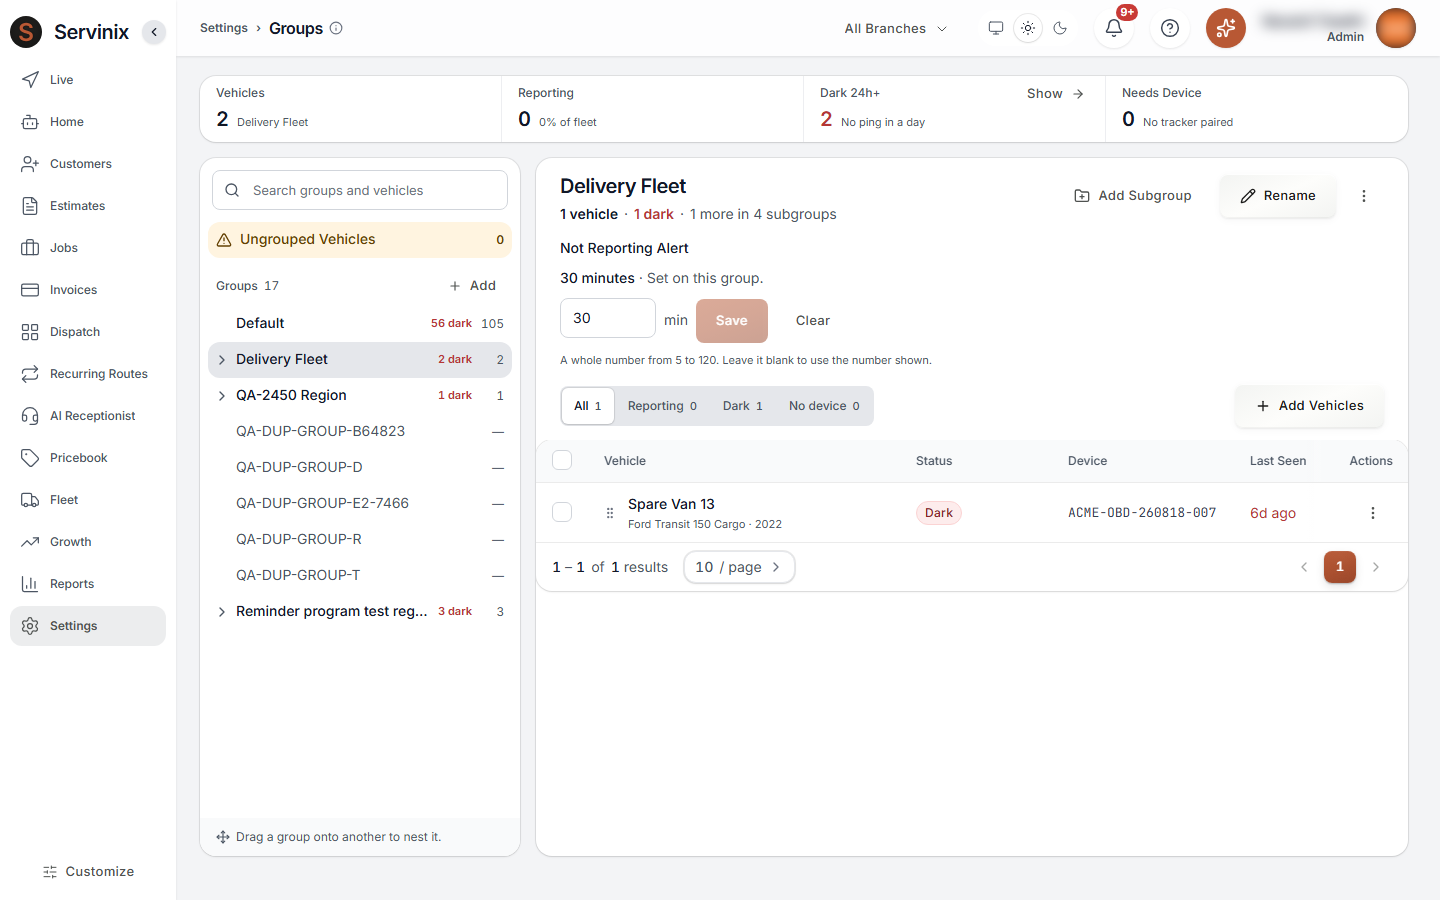 Servinix
Live
Home
Customers
Estimates
Jobs
Invoices
Dispatch
Recurring Routes
AI Receptionist
Pricebook
Fleet
Growth
Reports
Settings
Customize
Settings › Groups
All Branches
9+
Admin
Vehicles
2 Delivery Fleet
Reporting
0 0% of fleet
Dark 24h+
Show →
2 No ping in a day
Needs Device
0 No tracker paired
Search groups and vehicles
Ungrouped Vehicles 0
Groups 17
+ Add
Default 56 dark 105
Delivery Fleet 2 dark 2
QA-2450 Region 1 dark 1
QA-DUP-GROUP-B64823 —
QA-DUP-GROUP-D —
QA-DUP-GROUP-E2-7466 —
QA-DUP-GROUP-R —
QA-DUP-GROUP-T —
Reminder program test reg... 3 dark 3
Drag a group onto another to nest it.
Delivery Fleet
1 vehicle · 1 dark · 1 more in 4 subgroups
Add Subgroup
Rename
Not Reporting Alert
30 minutes · Set on this group.
30 min Save Clear
A whole number from 5 to 120. Leave it blank to use the number shown.
All 1 Reporting 0 Dark 1 No device 0
+ Add Vehicles
Vehicle Status Device Last Seen Actions
Spare Van 13 Dark ACME-OBD-260818-007 6d ago
Ford Transit 150 Cargo · 2022
1 – 1 of 1 results 10 / page
1